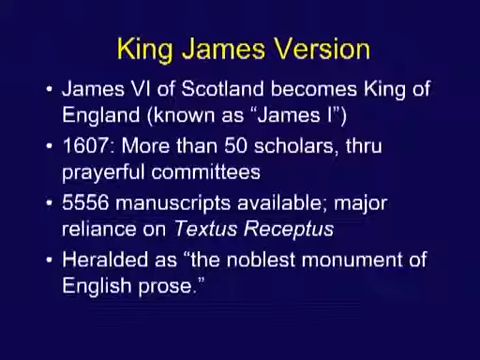 King James Version
• James VI of Scotland becomes King of
England (known as “James I”)
• 1607: More than 50 scholars, thru
prayerful committees
• 5556 manuscripts available; major
reliance on Textus Receptus
• Heralded as “the noblest monument of
English prose.”